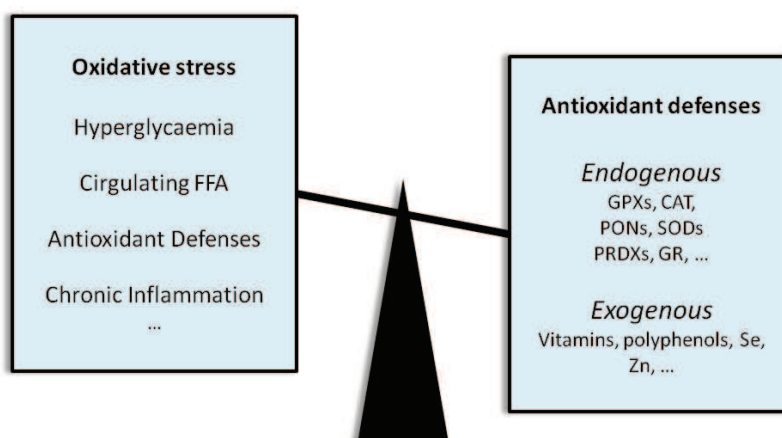 Oxidative stress
Hyperglycaemia
Cirgulating FFA
Antioxidant Defenses
Chronic Inflammation
...
Antioxidant defenses
Endogenous
GPXs, CAT,
PONs, SODs
PRDXs, GR, ...
Exogenous
Vitamins, polyphenols, Se,
Zn, ...